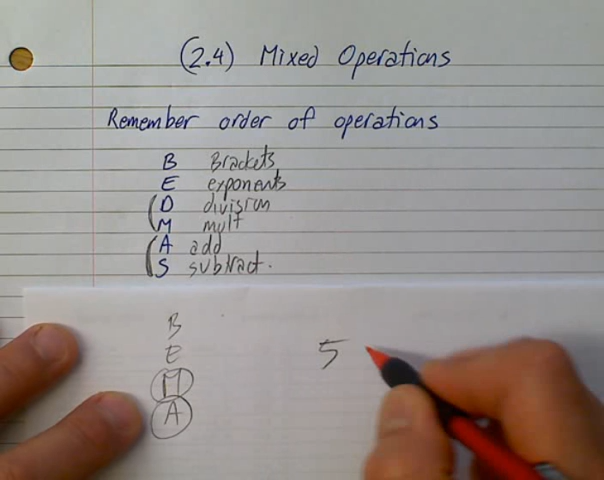 (2.4) Mixed Operations
Remember order of operations
B Brackets
E exponents
D division
M mult
A add
S subtract.
B
E
M
A
5